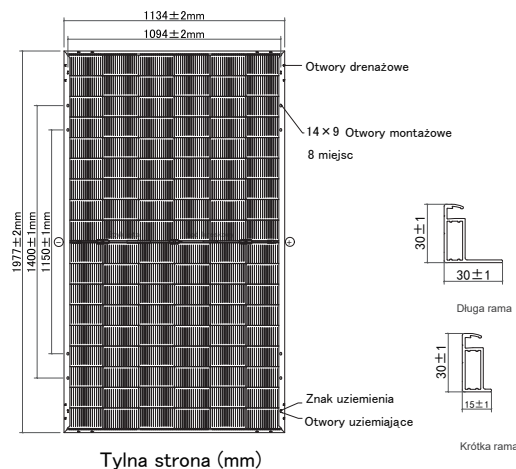 1134±2mm
1094±2mm
Otwory drenażowe
14×9 Otwory montażowe
8 miejsc
1977±2mm
1400±1mm
1150±1mm
30±1
30±1
Długa rama
30±1
15±1
Krótka rama
Znak uziemienia
Otwory uziemiające
Tylna strona (mm)